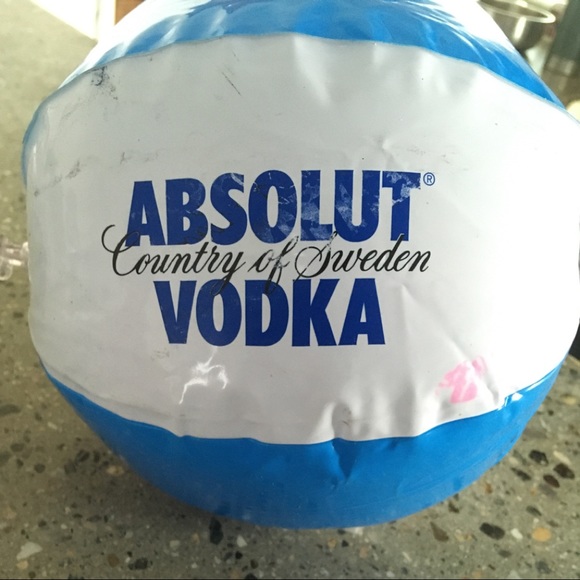 ABSOLUT®
Country of Sweden
VODKA